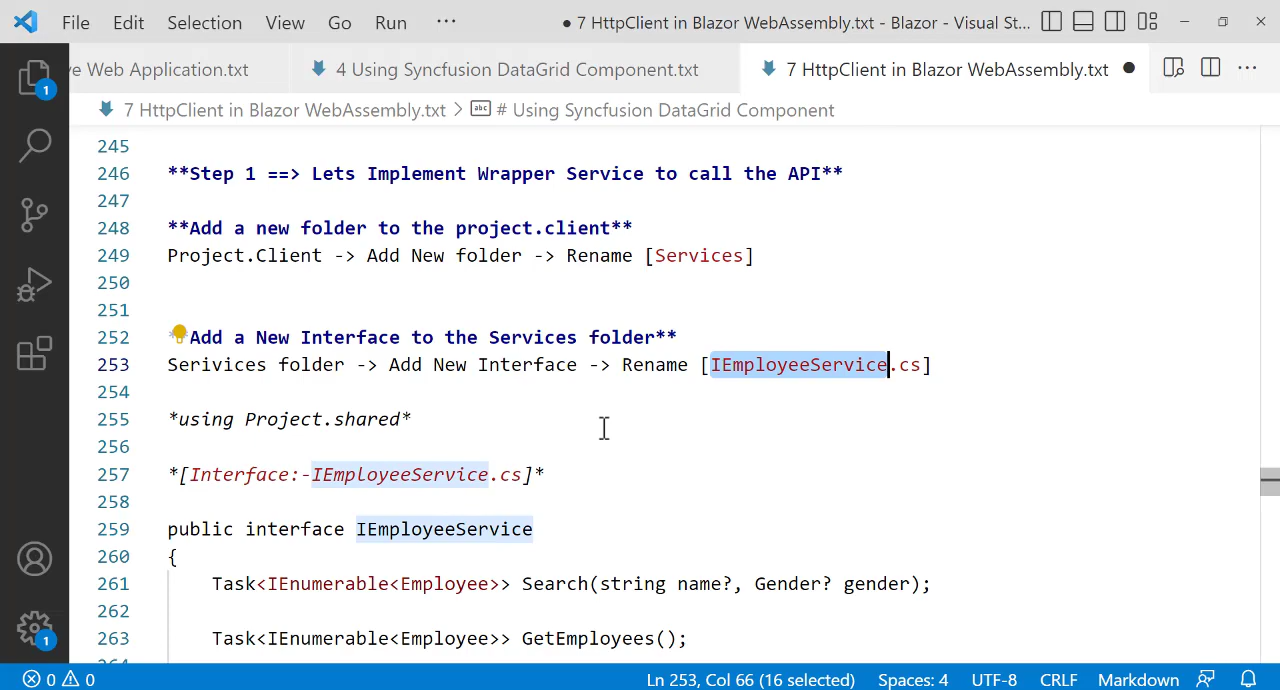 File Edit Selection View Go Run ··· ● 7 HttpClient in Blazor WebAssembly.txt - Blazor - Visual St...
ve Web Application.txt 4 Using Syncfusion DataGrid Component.txt 7 HttpClient in Blazor WebAssembly.txt ● ···
7 HttpClient in Blazor WebAssembly.txt > abc # Using Syncfusion DataGrid Component
1
245
246 **Step 1 ==> Lets Implement Wrapper Service to call the API**
247
248 **Add a new folder to the project.client**
249 Project.Client -> Add New folder -> Rename [Services]
250
251
252 **Add a New Interface to the Services folder**
253 Serivices folder -> Add New Interface -> Rename [IEmployeeService.cs]
254
255 *using Project.shared*
256
257 *[Interface:-IEmployeeService.cs]*
258
259 public interface IEmployeeService
260 {
261 Task<IEnumerable<Employee>> Search(string name?, Gender? gender);
262
263 Task<IEnumerable<Employee>> GetEmployees();
1
0 0 Ln 253, Col 66 (16 selected) Spaces: 4 UTF-8 CRLF Markdown